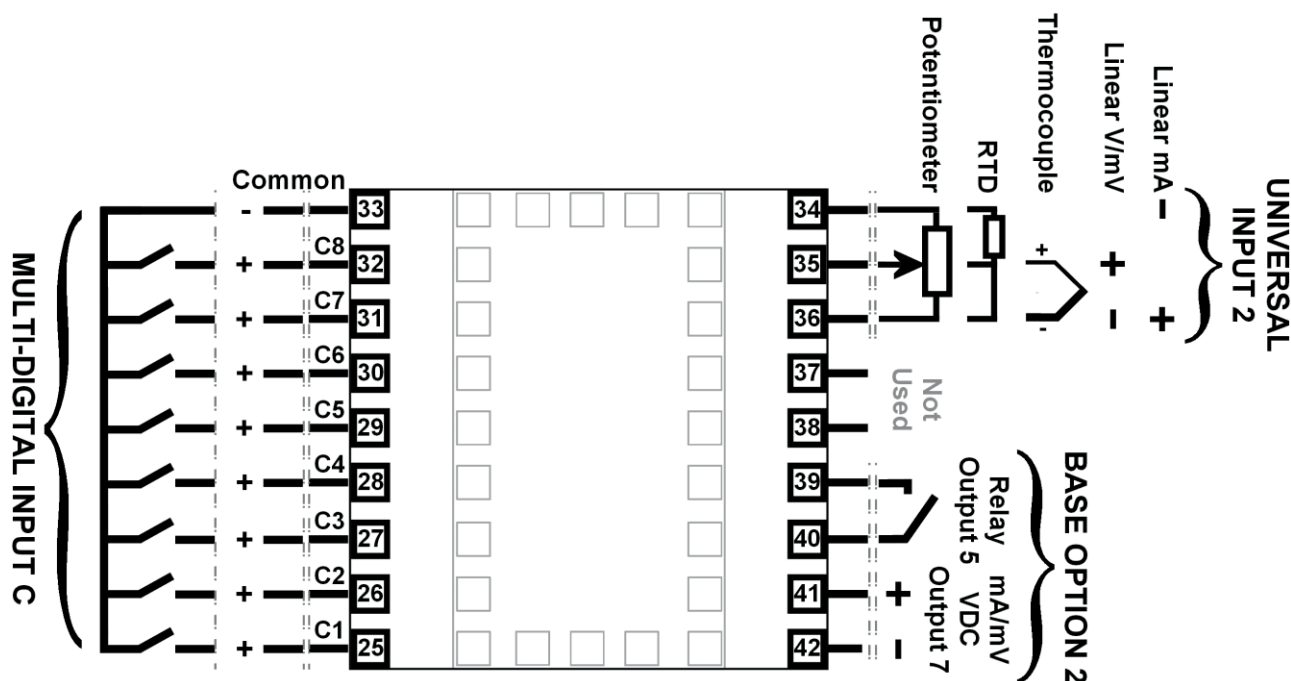 Common
-
33
C8
+
32
C7
+
31
C6
+
30
C5
+
29
C4
+
28
C3
+
27
C2
+
26
C1
+
25
MULTI-DIGITAL INPUT C
34
35
36
37
38
39
40
41
42
Potentiometer
RTD
Thermocouple
+
-
Linear V/mV
+
-
Linear mA
-
+
UNIVERSAL
INPUT 2
Not
Used
Relay
Output 5
mA/mV
VDC
Output 7
+
-
BASE OPTION 2